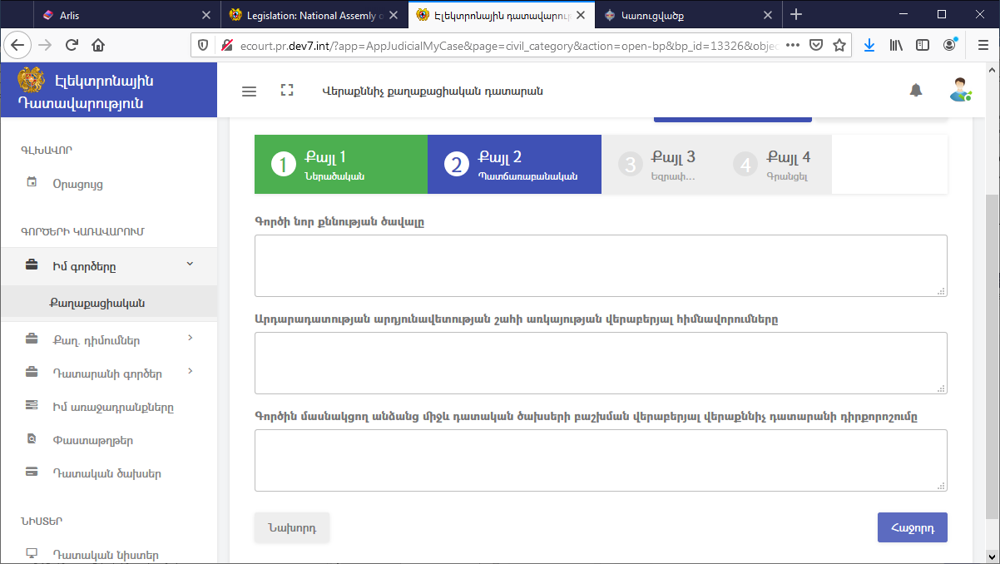 Arlis
Legislation: National Assemly o
Էլեկտրոնային դատավարությ
Կառուցվածք
ecourt.pr.dev7.int/?app=AppJudicialMyCase&page=civil_category&action=open-bp&bp_id=13326&objec
Էլեկտրոնային
Դատավարություն
Վերաքննիչ քաղաքացիական դատարան
ԳԼԽԱՎՈՐ
Օրացույց
ԳՈՐԾԵՐԻ ԿԱՌԱՎԱՐՈՒՄ
Իմ գործերը
Քաղաքացիական
Քաղ. դիմումներ
Դատարանի գործեր
Իմ առաջադրանքները
Փաստաթղթեր
Դատական ծախսեր
ՆԻՍՏԵՐ
Դատական նիստեր
1 Քայլ 1
Ներածական
2 Քայլ 2
Պատճառաբանական
3 Քայլ 3
Եզրափ...
4 Քայլ 4
Գրանցել
Գործի նոր քննության ծավալը
Արդարադատության արդյունավետության շահի առկայության վերաբերյալ հիմնավորումները
Գործին մասնակցող անձանց միջև դատական ծախսերի բաշխման վերաբերյալ վերաքննիչ դատարանի դիրքորոշումը
Նախորդ
Հաջորդ